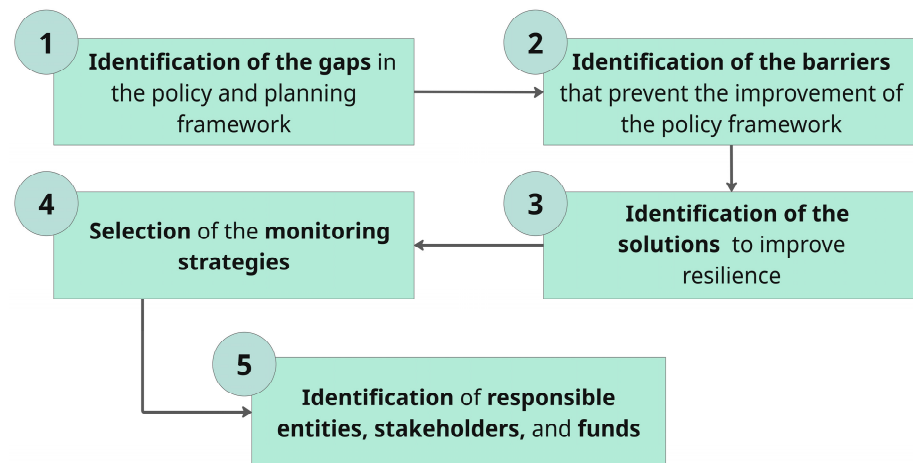 1
Identification of the gaps in
the policy and planning
framework
2
Identification of the barriers
that prevent the improvement of
the policy framework
3
Identification of the
solutions to improve
resilience
4
Selection of the monitoring
strategies
5
Identification of responsible
entities, stakeholders, and funds